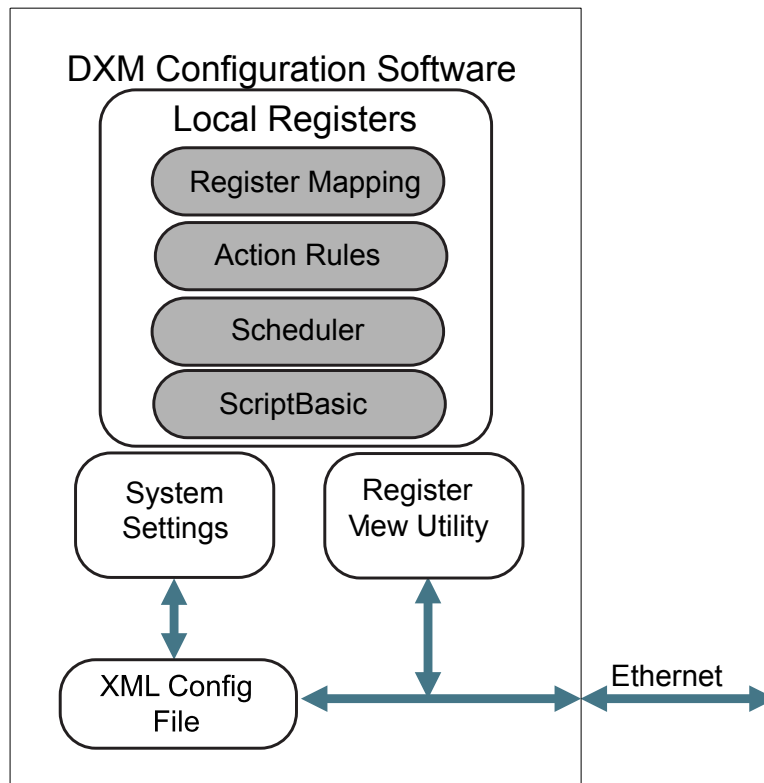 DXM Configuration Software
Local Registers
Register Mapping
Action Rules
Scheduler
ScriptBasic
System
Settings
Register
View Utility
XML Config
File
Ethernet